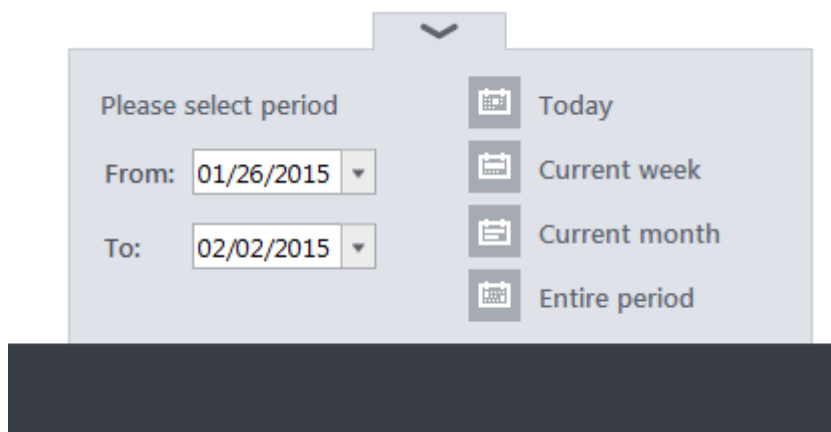 Please select period
From: 01/26/2015
To: 02/02/2015
Today
Current week
Current month
Entire period